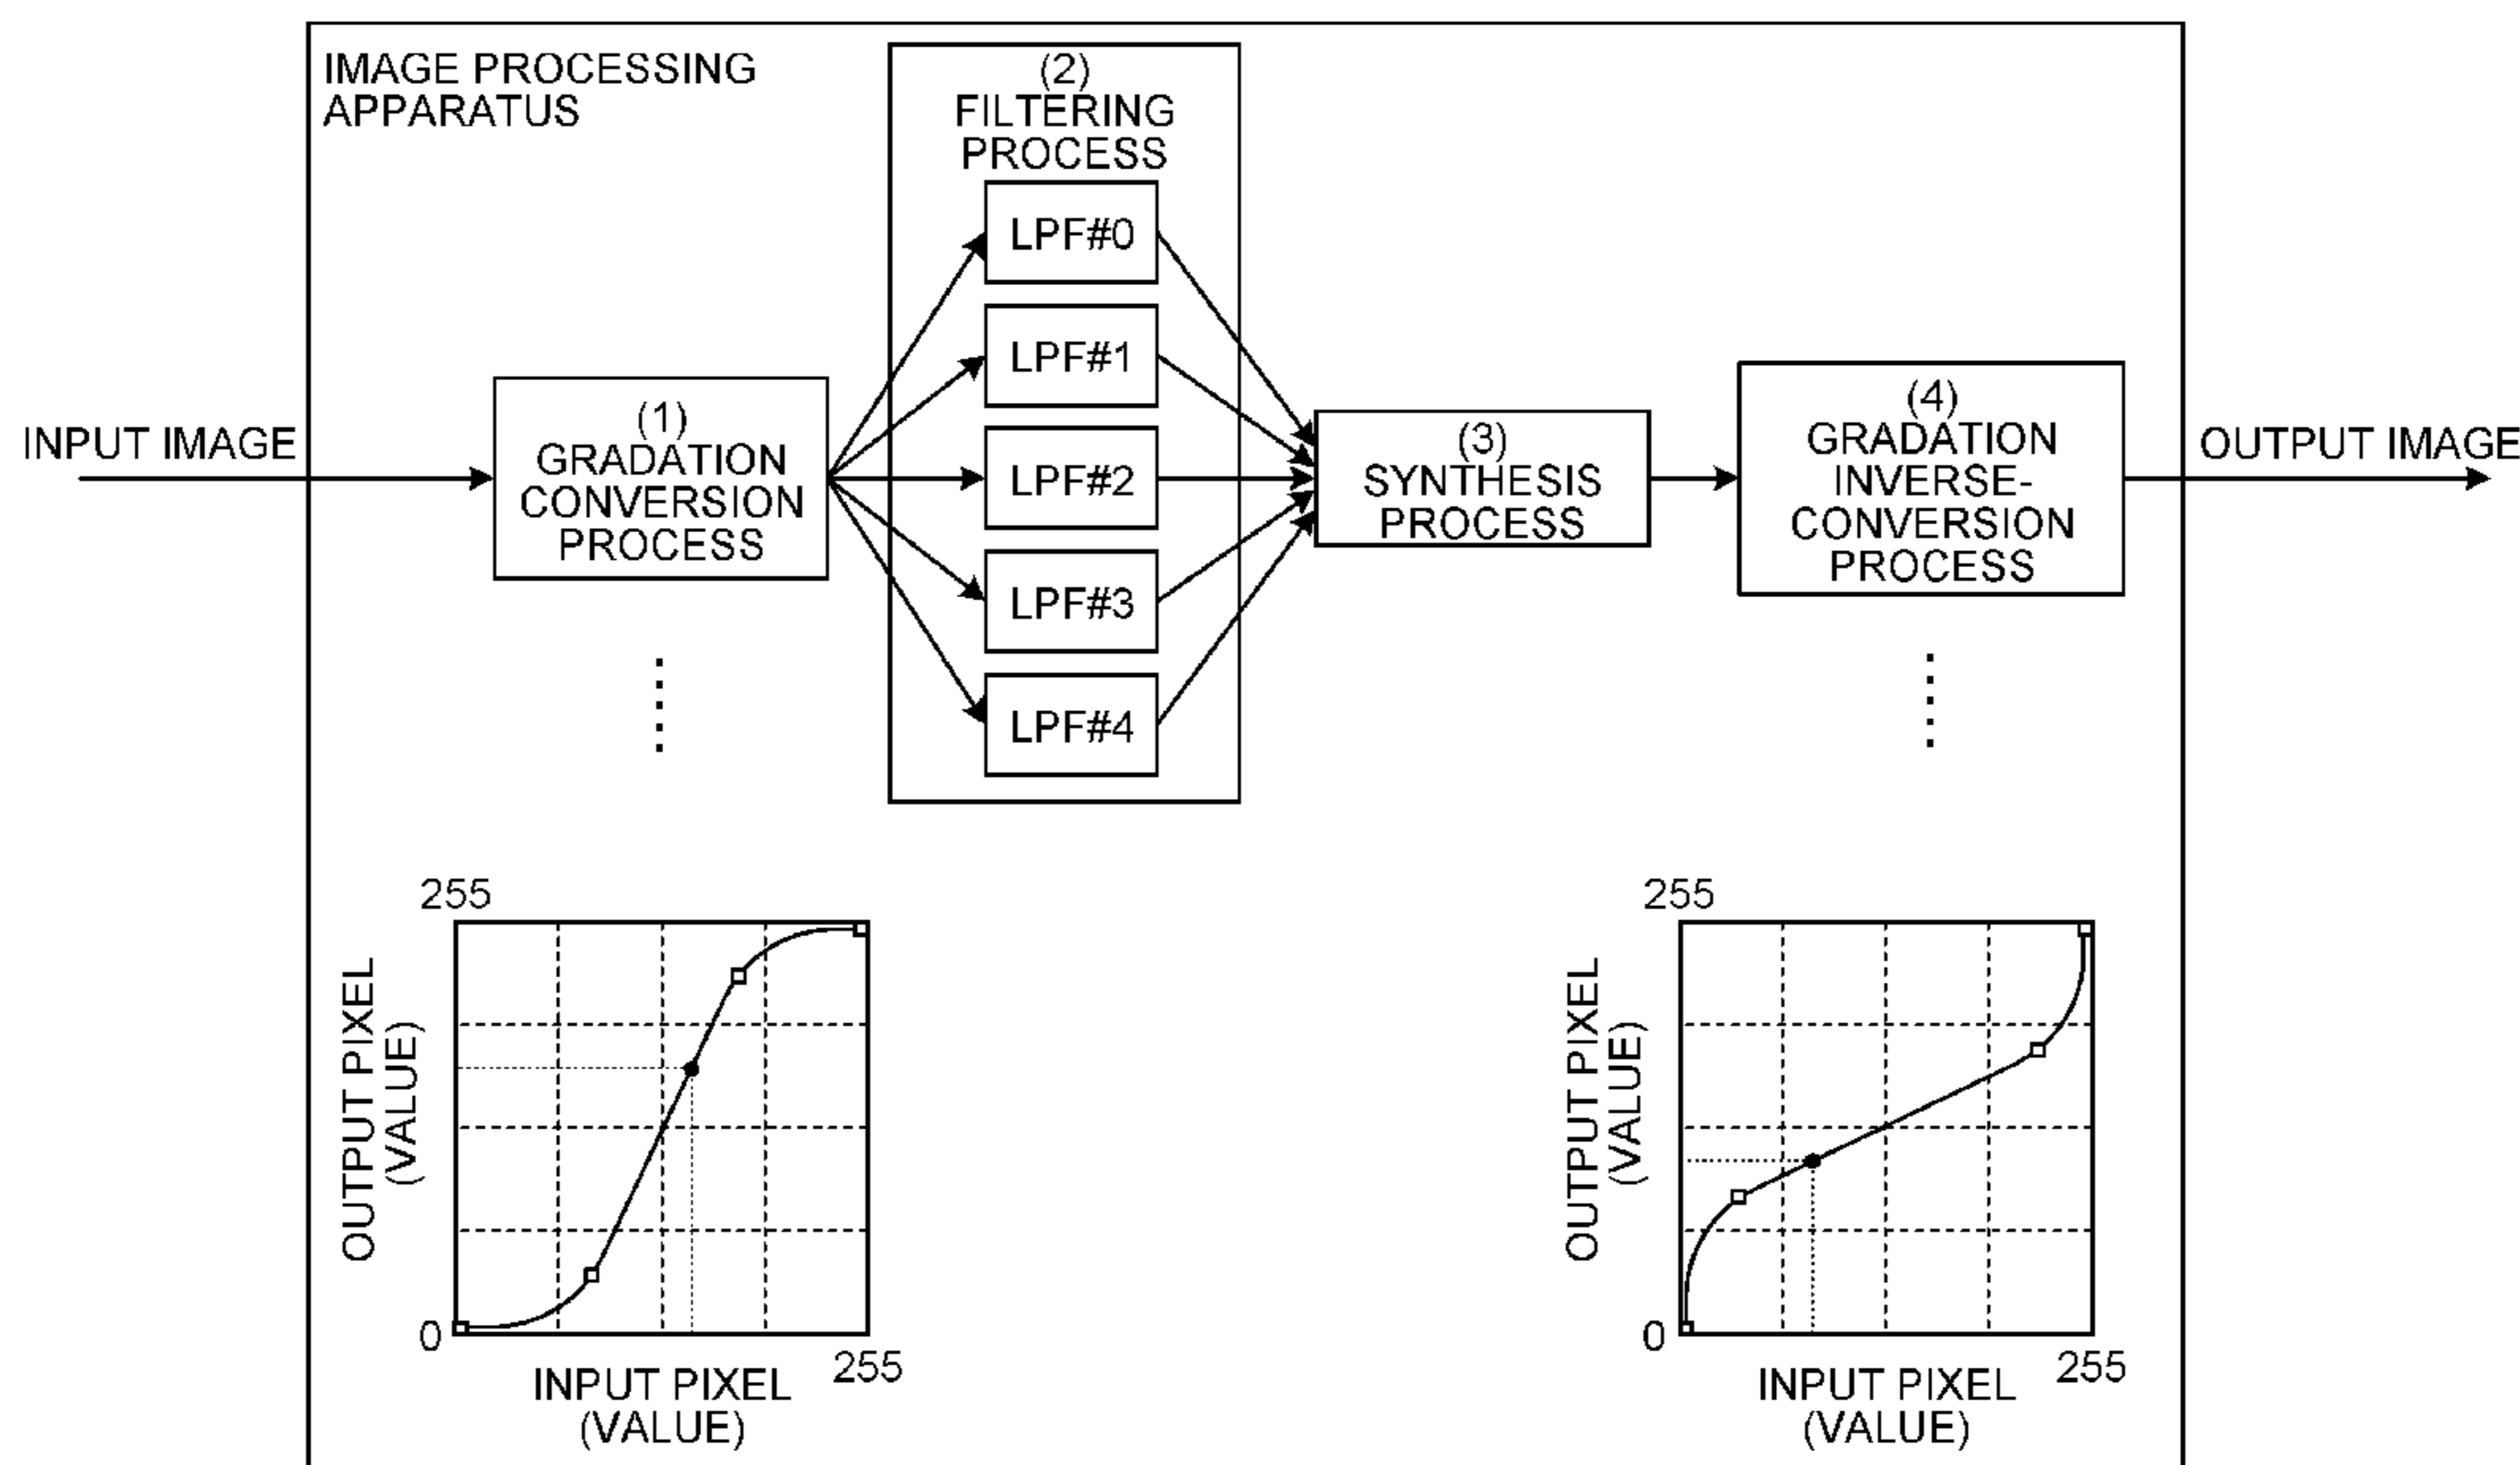 IMAGE PROCESSING
APPARATUS
(2)
FILTERING
PROCESS
LPF#0
LPF#1
LPF#2
LPF#3
LPF#4
INPUT IMAGE
(1)
GRADATION
CONVERSION
PROCESS
(3)
SYNTHESIS
PROCESS
(4)
GRADATION
INVERSE-
CONVERSION
PROCESS
OUTPUT IMAGE
255
OUTPUT PIXEL
(VALUE)
0
255
INPUT PIXEL
(VALUE)
255
OUTPUT PIXEL
(VALUE)
0
255
INPUT PIXEL
(VALUE)